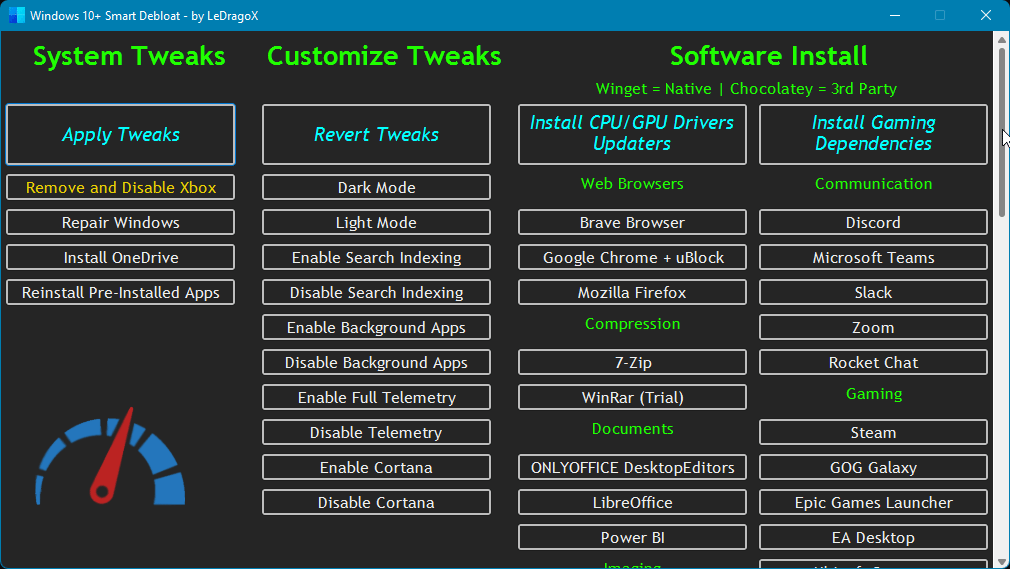 Windows 10+ Smart Debloat - by LeDragoX
System Tweaks
Apply Tweaks
Remove and Disable Xbox
Repair Windows
Install OneDrive
Reinstall Pre-Installed Apps
Customize Tweaks
Revert Tweaks
Dark Mode
Light Mode
Enable Search Indexing
Disable Search Indexing
Enable Background Apps
Disable Background Apps
Enable Full Telemetry
Disable Telemetry
Enable Cortana
Disable Cortana
Software Install
Winget = Native | Chocolatey = 3rd Party
Install CPU/GPU Drivers
Updaters
Web Browsers
Brave Browser
Google Chrome + uBlock
Mozilla Firefox
Compression
7-Zip
WinRar (Trial)
Documents
ONLYOFFICE DesktopEditors
LibreOffice
Power BI
Imaging
Install Gaming
Dependencies
Communication
Discord
Microsoft Teams
Slack
Zoom
Rocket Chat
Gaming
Steam
GOG Galaxy
Epic Games Launcher
EA Desktop